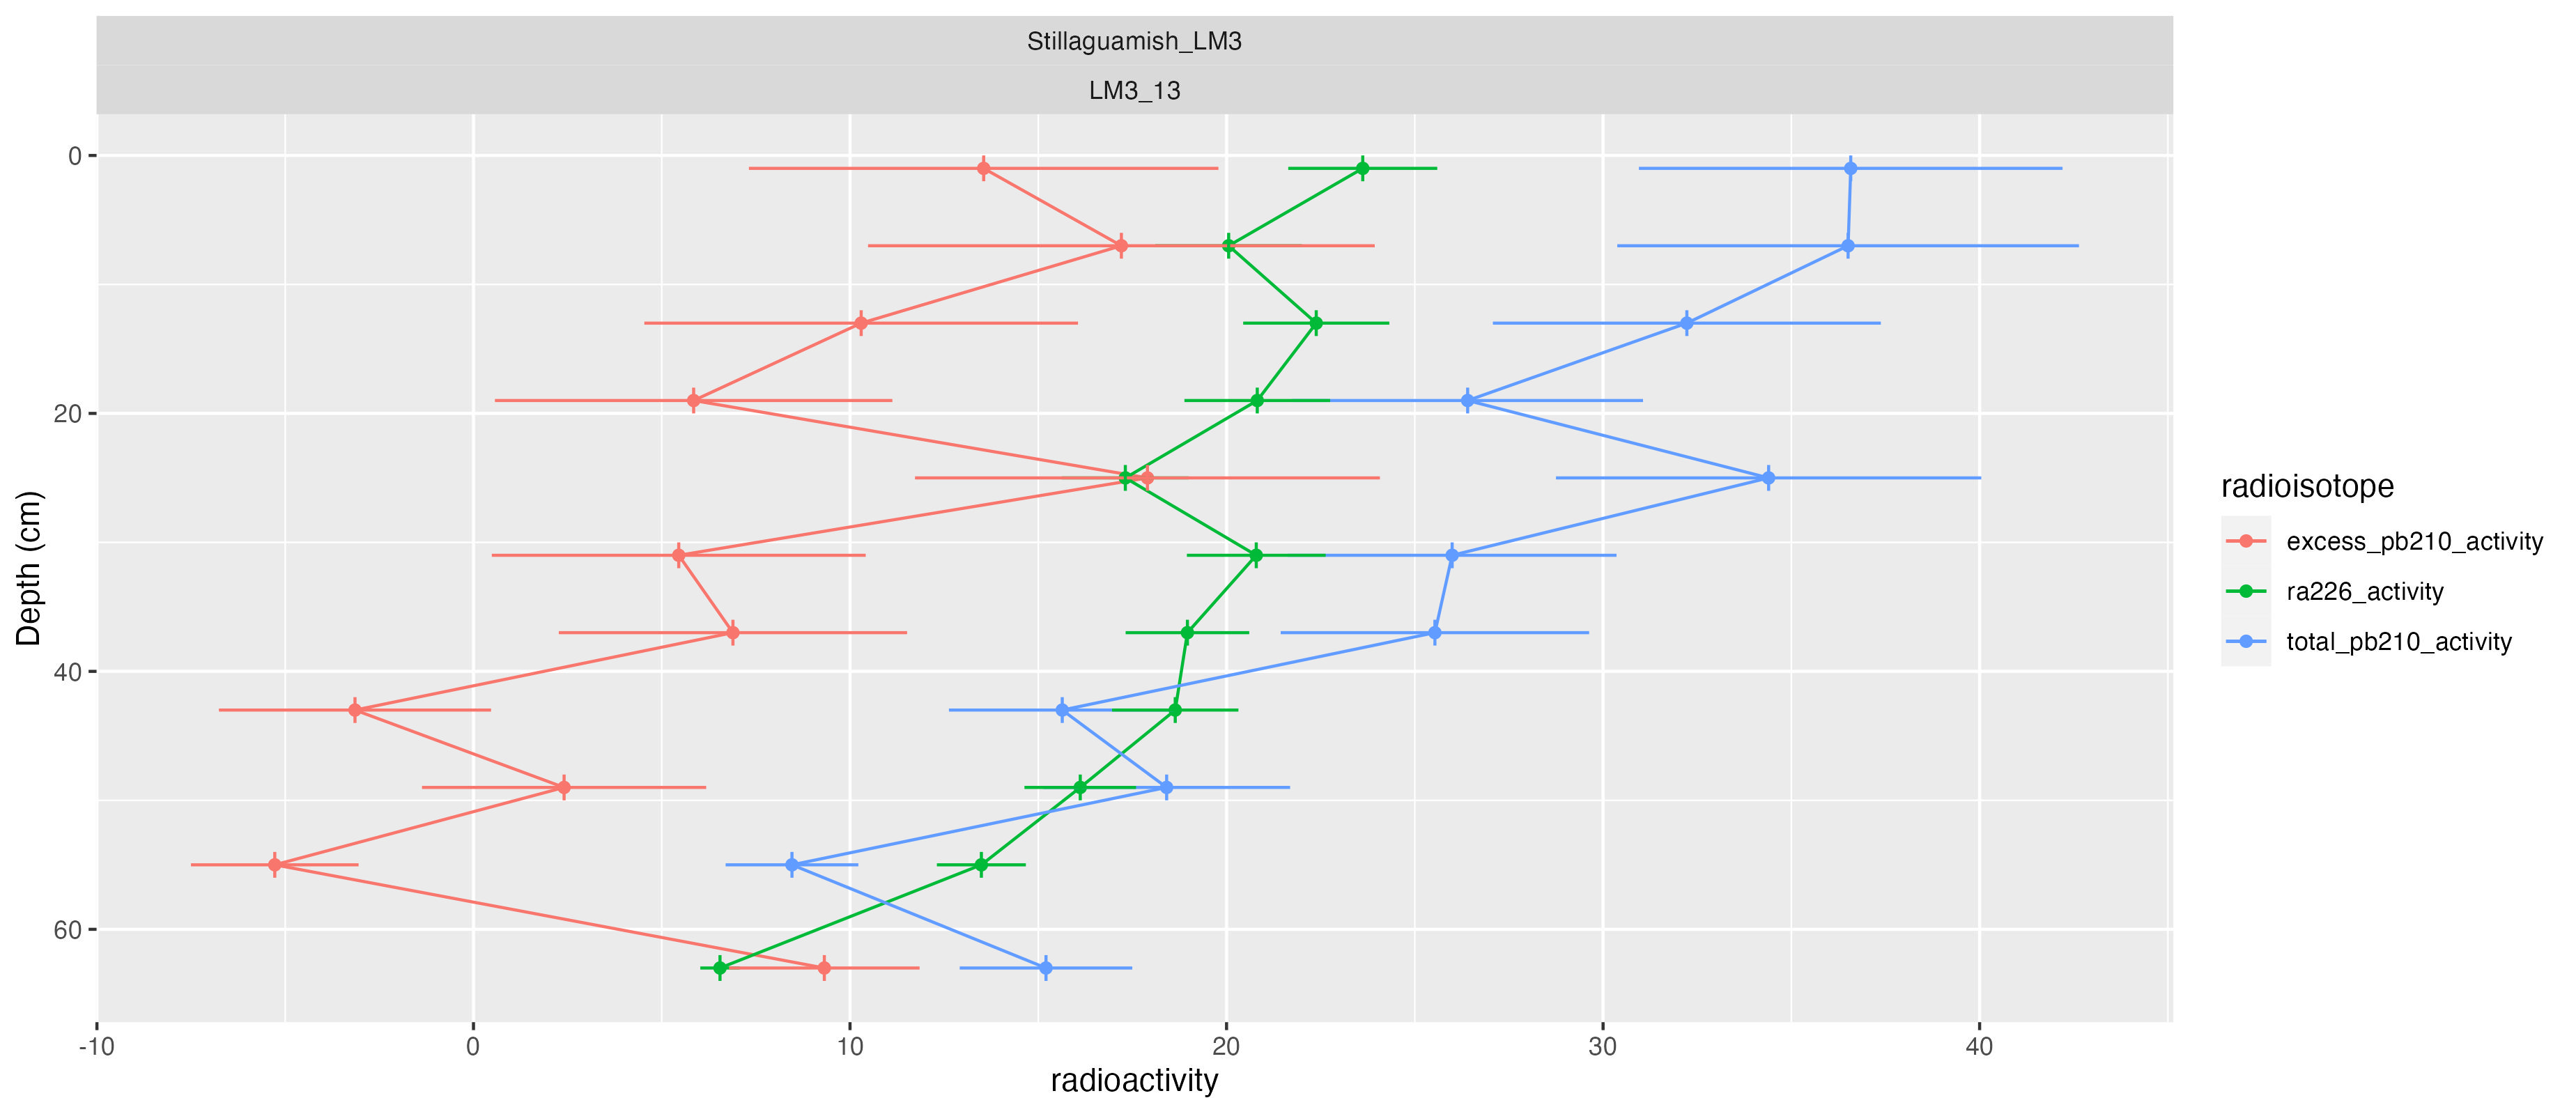 Stillaguamish_LM3
LM3_13
0
20
40
60
Depth (cm)
-10
0
10
20
30
40
radioactivity
radioisotope
excess_pb210_activity
ra226_activity
total_pb210_activity